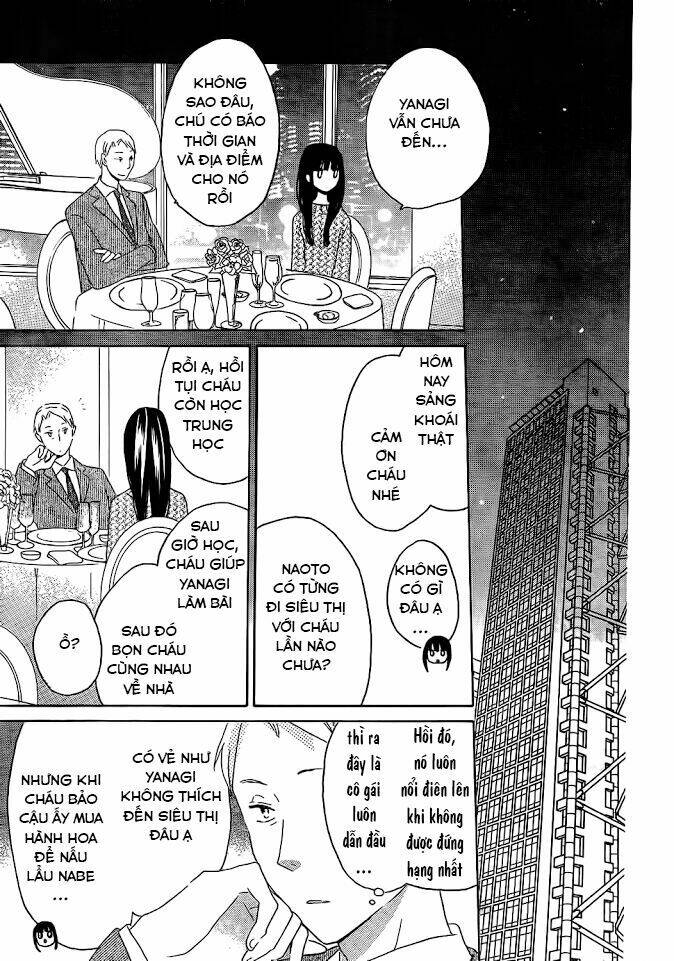 YANAGI
VẪN CHƯA
ĐẾN...
KHÔNG
SAO ĐÂU,
CHÚ CÓ BÁO
THỜI GIAN
VÀ ĐỊA ĐIỂM
CHO NÓ
RỒI
HÔM
NAY
SẢNG
KHOÁI
THẬT
CẢM
ƠN
CHÁU
NHÉ
KHÔNG
CÓ GÌ
ĐÂU Ạ
...
NAOTO
CÓ TỪNG
ĐI SIÊU THỊ
VỚI CHÁU
LẦN NÀO
CHƯA?
RỒI Ạ, HỒI
TỤI CHÁU
CÒN HỌC
TRUNG
HỌC
SAU
GIỜ HỌC,
CHÁU GIÚP
YANAGI
LÀM BÀI
SAU ĐÓ
BỌN CHÁU
CÙNG NHAU
VỀ NHÀ
Ồ?
Hồi đó,
nó luôn
nổi điên lên
khi không
được đứng
hạng nhất
thì ra
đây là
cô gái
luôn
dẫn đầu
...
CÓ VẺ NHƯ
YANAGI
KHÔNG THÍCH
ĐẾN SIÊU THỊ
ĐÂU Ạ
NHƯNG KHI
CHÁU BẢO
CẬU ẤY MUA
HÀNH HOA
ĐỂ NẤU
LẨU NABE
...